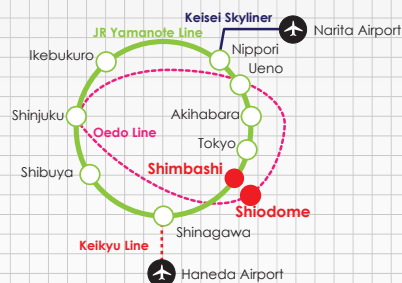 Keisei Skyliner
JR Yamanote Line
Narita Airport
Ikebukuro
Nippori
Ueno
Shinjuku
Akihabara
Oedo Line
Tokyo
Shibuya
Shimbashi
Shiodome
Shinagawa
Keikyu Line
Haneda Airport